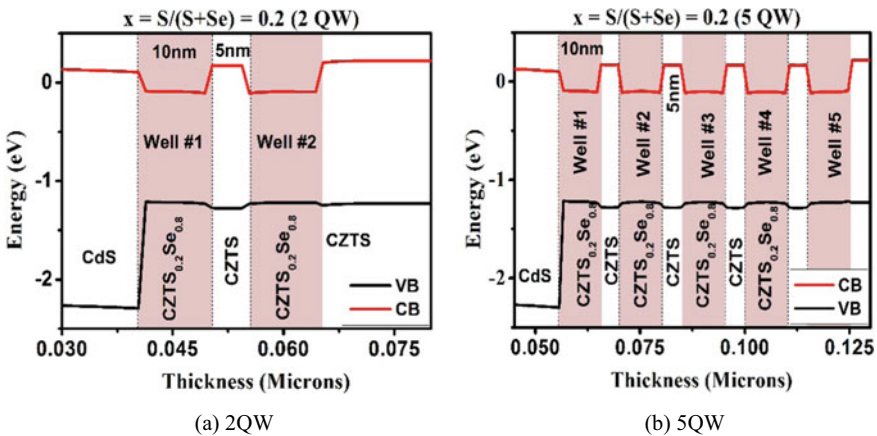 x = S/(S+Se) = 0.2 (2 QW)
10nm
5nm
0
-1
-2
Energy (eV)
Well #1
Well #2
CdS
CZTS0.2Se0.8
CZTS
CZTS0.2Se0.8
CZTS
VB
CB
0.030
0.045
0.060
0.075
Thickness (Microns)
(a) 2QW
x = S/(S+Se) = 0.2 (5 QW)
10nm
5nm
0
-1
-2
Energy (eV)
Well #1
Well #2
Well #3
Well #4
Well #5
CdS
CZTS0.2Se0.8
CZTS
CZTS0.2Se0.8
CZTS
CZTS0.2Se0.8
CZTS
CZTS0.2Se0.8
CB
VB
0.050
0.075
0.100
0.125
Thickness (Microns)
(b) 5QW